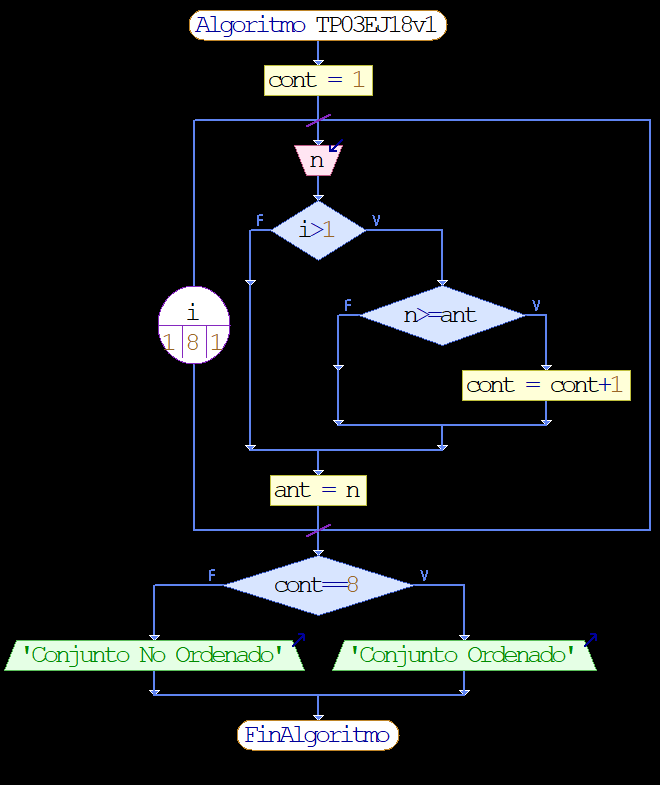 Algoritmo TP03EJ18v1
cont = 1
n
i>1
F
V
i
1 8 1
n>=ant
F
V
cont = cont+1
ant = n
cont==8
F
V
'Conjunto No Ordenado'
'Conjunto Ordenado'
FinAlgoritmo